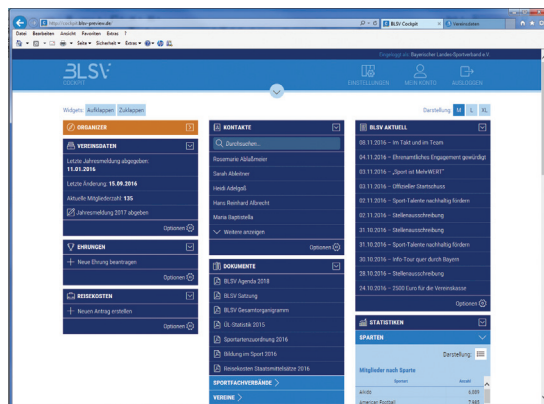 http://cockpit.blsv-preview.de/
BLSV Cockpit
Vereinsdaten
Datei Bearbeiten Ansicht Favoriten Extras ?
Seite Sicherheit Extras
Eingeloggt als: Bayerischer Landes-Sportverband e.V.
BLSV
COCKPIT
EINSTELLUNGEN
MEIN KONTO
AUSLOGGEN
Widgets: Aufklappen Zuklappen
Darstellung: M L XL
ORGANIZER
VEREINSDATEN
Letzte Jahresmeldung abgegeben:
11.01.2016
Letzte Änderung: 15.09.2016
Aktuelle Mitgliederzahl: 135
Jahresmeldung 2017 abgeben
Optionen
EHRUNGEN
Neue Ehrung beantragen
Optionen
REISEKOSTEN
Neuen Antrag erstellen
Optionen
KONTAKTE
Durchsuchen...
Rosemarie Ablaßmeier
Sarah Ableitner
Heidi Adelgoß
Hans Reinhard Albrecht
Maria Baptistella
Weitere anzeigen
Optionen
DOKUMENTE
BLSV Agenda 2018
BLSV Satzung
BLSV Gesamtorganigramm
ÜL-Statistik 2015
Sportartenzuordnung 2016
Bildung im Sport 2016
Reisekosten Staatsmittelsätze 2016
SPORTFACHVERBÄNDE
VEREINE
BLSV AKTUELL
08.11.2016 – Im Takt und im Team
04.11.2016 – Ehrenamtliches Engagement gewürdigt
03.11.2016 – „Sport ist MehrWERT"
03.11.2016 – Offizieller Startschuss
02.11.2016 – Sport-Talente nachhaltig fördern
02.11.2016 – Stellenausschreibung
31.10.2016 – Stellenausschreibung
31.10.2016 – Sport-Talente nachhaltig fördern
30.10.2016 – Info-Tour quer durch Bayern
28.10.2016 – Stellenausschreibung
24.10.2016 – 2500 Euro für die Vereinskasse
Optionen
STATISTIKEN
SPARTEN
Darstellung:
Mitglieder nach Sparte
Sportart Anzahl
Aikido
American Football